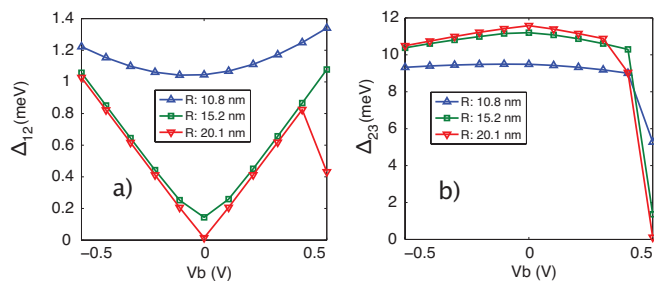 1.4
1.2
1
0.8
0.6
0.4
0.2
0
Δ12 (meV)
R: 10.8 nm
R: 15.2 nm
R: 20.1 nm
a)
−0.5 0 0.5
Vb (V)
12
10
8
6
4
2
0
Δ23 (meV)
R: 10.8 nm
R: 15.2 nm
R: 20.1 nm
b)
−0.5 0 0.5
Vb (V)